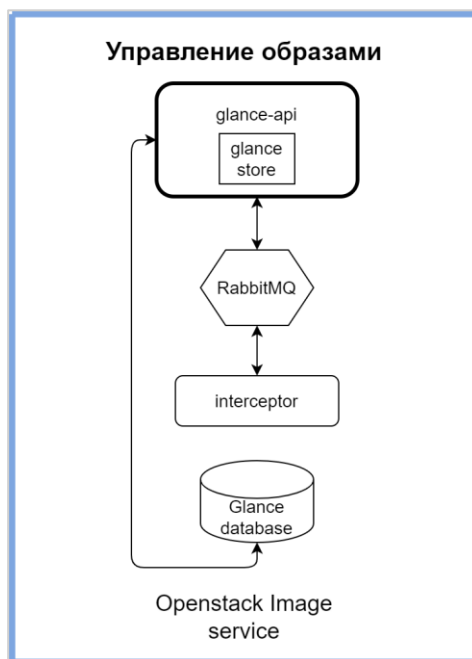 Управление образами
glance-api
glance
store
RabbitMQ
interceptor
Glance
database
Openstack Image
service